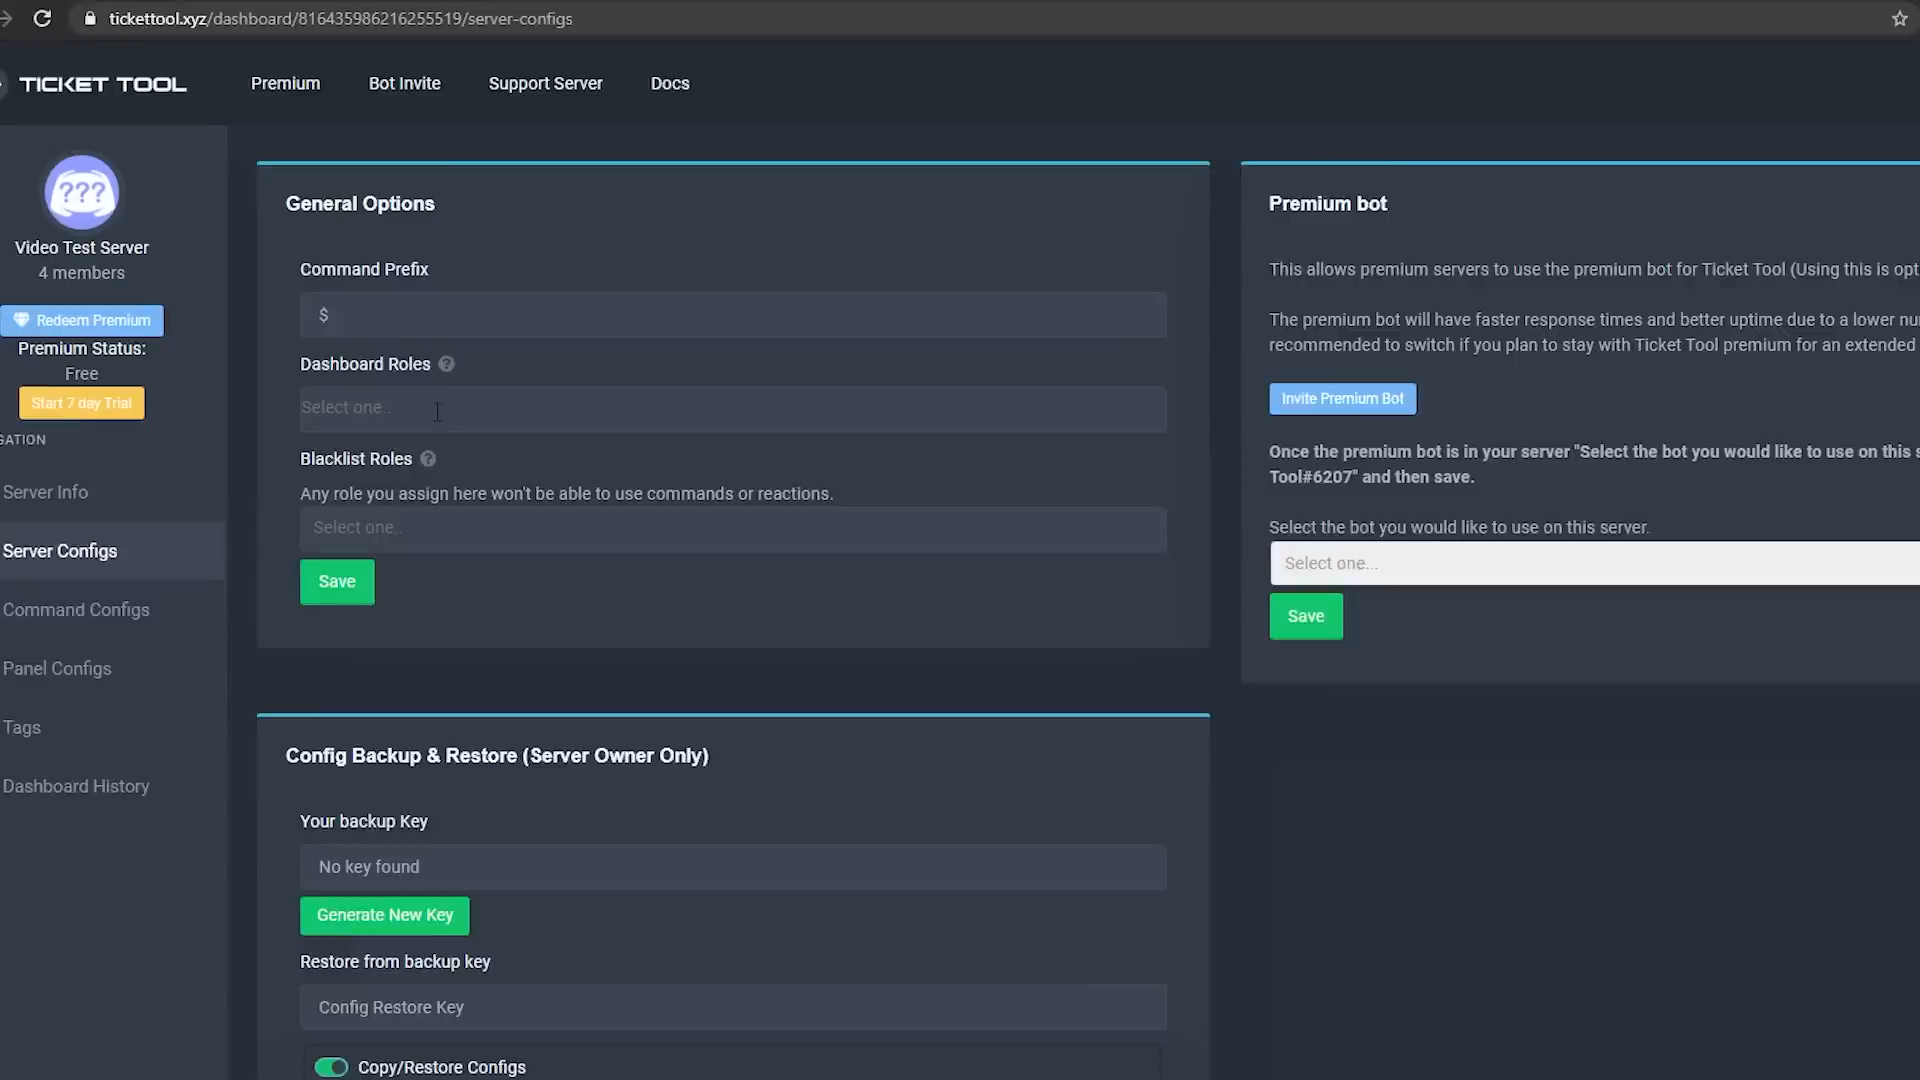 tickettool.xyz/dashboard/816435986216255519/server-configs
TICKET TOOL
Premium
Bot Invite
Support Server
Docs
???
Video Test Server
4 members
Redeem Premium
Premium Status:
Free
Start 7 day Trial
GATION
Server Info
Server Configs
Command Configs
Panel Configs
Tags
Dashboard History
General Options
Command Prefix
$
Dashboard Roles ?
Select one..
Blacklist Roles ?
Any role you assign here won't be able to use commands or reactions.
Select one..
Save
Config Backup & Restore (Server Owner Only)
Your backup Key
No key found
Generate New Key
Restore from backup key
Config Restore Key
Copy/Restore Configs
Premium bot
This allows premium servers to use the premium bot for Ticket Tool (Using this is opt
The premium bot will have faster response times and better uptime due to a lower nu
recommended to switch if you plan to stay with Ticket Tool premium for an extended
Invite Premium Bot
Once the premium bot is in your server "Select the bot you would like to use on this s
Tool#6207" and then save.
Select the bot you would like to use on this server.
Select one...
Save